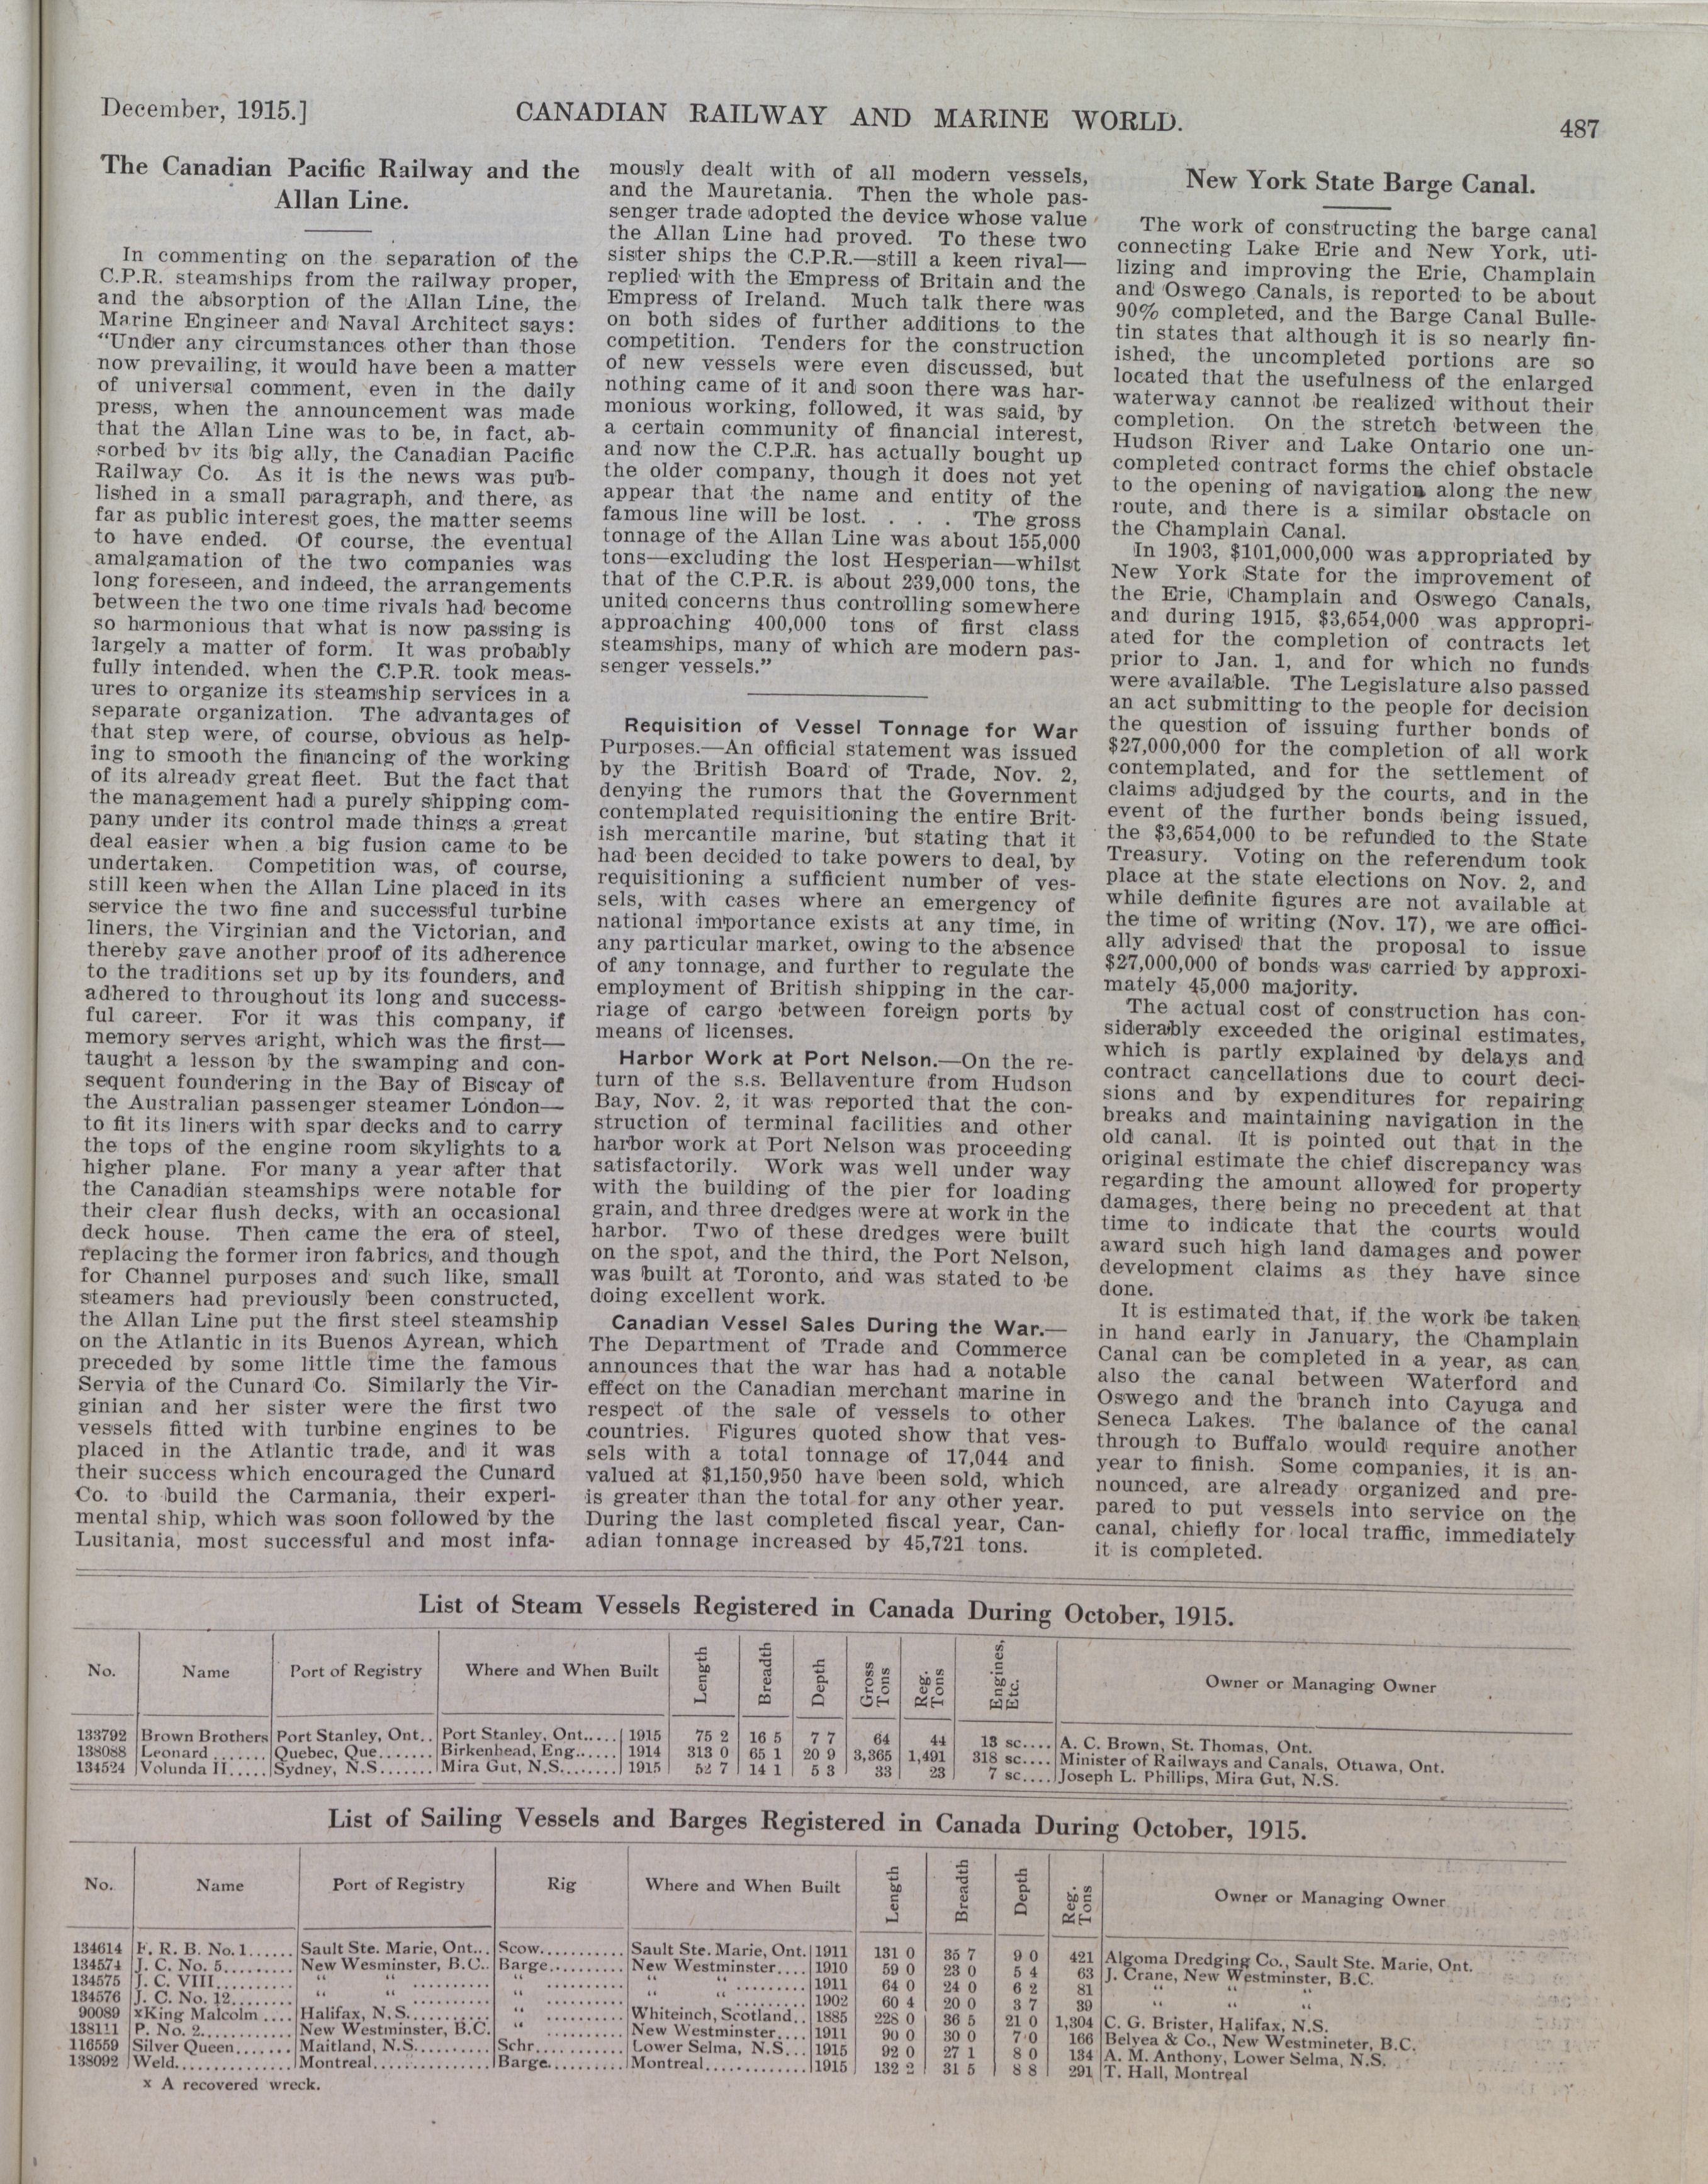 December, 1915.]
CANADIAN RAILWAY AND MARINE WORLD.
487
The Canadian Pacific Railway and the
Allan Line.
In commenting on the separation of the
C.P.R. steamships from the railway proper,
and the absorption of the Allan Line, the
Marine Engineer and Naval Architect says:
"Under any circumstances other than those
now prevailing, it would have been a matter
of universal comment, even in the daily
press, when the announcement was made
that the Allan Line was to be, in fact, ab-
sorbed by its big ally, the Canadian Pacific
Railway Co. As it is the news was pub-
lished in a small paragraph, and there, as
far as public interest goes, the matter seems
to have ended. Of course, the eventual
amalgamation of the two companies was
long foreseen, and indeed, the arrangements
between the two one time rivals had become
so harmonious that what is now passing is
largely a matter of form. It was probably
fully intended, when the C.P.R. took meas-
ures to organize its steamship services in a
separate organization. The advantages of
that step were, of course, obvious as help-
ing to smooth the financing of the working
of its already great fleet. But the fact that
the management had a purely shipping com-
pany under its control made things a great
deal easier when a big fusion came to be
undertaken. Competition was, of course,
still keen when the Allan Line placed in its
service the two fine and successful turbine
liners, the Virginian and the Victorian, and
thereby gave another proof of its adherence
to the traditions set up by its founders, and
adhered to throughout its long and success-
ful career. For it was this company, if
memory serves aright, which was the first—
taught a lesson by the swamping and con-
sequent foundering in the Bay of Biscay of
the Australian passenger steamer London—
to fit its liners with spar decks and to carry
the tops of the engine room skylights to a
higher plane. For many a year after that
the Canadian steamships were notable for
their clear flush decks, with an occasional
deck house. Then came the era of steel,
replacing the former iron fabrics, and though
for Channel purposes and such like, small
steamers had previously been constructed,
the Allan Line put the first steel steamship
on the Atlantic in its Buenos Ayrean, which
preceded by some little time the famous
Servia of the Cunard Co. Similarly the Vir-
ginian and her sister were the first two
vessels fitted with turbine engines to be
placed in the Atlantic trade, and it was
their success which encouraged the Cunard
Co. to build the Carmania, their experi-
mental ship, which was soon followed by the
Lusitania, most successful and most infa-
mously dealt with of all modern vessels,
and the Mauretania. Then the whole pas-
senger trade adopted the device whose value
the Allan Line had proved. To these two
sister ships the C.P.R.—still a keen rival—
replied with the Empress of Britain and the
Empress of Ireland. Much talk there was
on both sides of further additions to the
competition. Tenders for the construction
of new vessels were even discussed, but
nothing came of it and soon there was har-
monious working, followed, it was said, by
a certain community of financial interest,
and now the C.P.R. has actually bought up
the older company, though it does not yet
appear that the name and entity of the
famous line will be lost. . . . The gross
tonnage of the Allan Line was about 155,000
tons—excluding the lost Hesperian—whilst
that of the C.P.R. is about 239,000 tons, the
united concerns thus controlling somewhere
approaching 400,000 tons of first class
steamships, many of which are modern pas-
senger vessels."
Requisition of Vessel Tonnage for War
Purposes.—An official statement was issued
by the British Board of Trade, Nov. 2,
denying the rumors that the Government
contemplated requisitioning the entire Brit-
ish mercantile marine, but stating that it
had been decided to take powers to deal, by
requisitioning a sufficient number of ves-
sels, with cases where an emergency of
national importance exists at any time, in
any particular market, owing to the absence
of any tonnage, and further to regulate the
employment of British shipping in the car-
riage of cargo between foreign ports by
means of licenses.
Harbor Work at Port Nelson.—On the re-
turn of the s.s. Bellaventure from Hudson
Bay, Nov. 2, it was reported that the con-
struction of terminal facilities and other
harbor work at Port Nelson was proceeding
satisfactorily. Work was well under way
with the building of the pier for loading
grain, and three dredges were at work in the
harbor. Two of these dredges were built
on the spot, and the third, the Port Nelson,
was built at Toronto, and was stated to be
doing excellent work.
Canadian Vessel Sales During the War.—
The Department of Trade and Commerce
announces that the war has had a notable
effect on the Canadian merchant marine in
respect of the sale of vessels to other
countries. Figures quoted show that ves-
sels with a total tonnage of 17,044 and
valued at $1,150,950 have been sold, which
is greater than the total for any other year.
During the last completed fiscal year, Can-
adian tonnage increased by 45,721 tons.
New York State Barge Canal.
The work of constructing the barge canal
connecting Lake Erie and New York, uti-
lizing and improving the Erie, Champlain
and Oswego Canals, is reported to be about
90% completed, and the Barge Canal Bulle-
tin states that although it is so nearly fin-
ished, the uncompleted portions are so
located that the usefulness of the enlarged
waterway cannot be realized without their
completion. On the stretch between the
Hudson River and Lake Ontario one un-
completed contract forms the chief obstacle
to the opening of navigation along the new
route, and there is a similar obstacle on
the Champlain Canal.
In 1903, $101,000,000 was appropriated by
New York State for the improvement of
the Erie, Champlain and Oswego Canals,
and during 1915, $3,654,000 was appropri-
ated for the completion of contracts let
prior to Jan. 1, and for which no funds
were available. The Legislature also passed
an act submitting to the people for decision
the question of issuing further bonds of
$27,000,000 for the completion of all work
contemplated, and for the settlement of
claims adjudged by the courts, and in the
event of the further bonds being issued,
the $3,654,000 to be refunded to the State
Treasury. Voting on the referendum took
place at the state elections on Nov. 2, and
while definite figures are not available at
the time of writing (Nov. 17), we are offici-
ally advised that the proposal to issue
$27,000,000 of bonds was carried by approxi-
mately 45,000 majority.
The actual cost of construction has con-
siderably exceeded the original estimates,
which is partly explained by delays and
contract cancellations due to court deci-
sions and by expenditures for repairing
breaks and maintaining navigation in the
old canal. It is pointed out that in the
original estimate the chief discrepancy was
regarding the amount allowed for property
damages, there being no precedent at that
time to indicate that the courts would
award such high land damages and power
development claims as they have since
done.
It is estimated that, if the work be taken
in hand early in January, the Champlain
Canal can be completed in a year, as can
also the canal between Waterford and
Oswego and the branch into Cayuga and
Seneca Lakes. The balance of the canal
through to Buffalo would require another
year to finish. Some companies, it is an-
nounced, are already organized and pre-
pared to put vessels into service on the
canal, chiefly for local traffic, immediately
it is completed.
List of Steam Vessels Registered in Canada During October, 1915.
No. Name Port of Registry Where and When Built Length Breadth Depth Gross Tons Reg. Tons Engines, Etc. Owner or Managing Owner
133792 Brown Brothers Port Stanley, Ont.. Port Stanley, Ont..... 1915 75 2 16 5 7 7 64 44 13 sc.... A. C. Brown, St. Thomas, Ont.
138088 Leonard ....... Quebec, Que....... Birkenhead, Eng...... 1914 313 0 65 1 20 9 3,365 1,491 318 sc.... Minister of Railways and Canals, Ottawa, Ont.
134524 Volunda II..... Sydney, N.S....... Mira Gut, N.S........ 1915 52 7 14 1 5 3 33 23 7 sc.... Joseph L. Phillips, Mira Gut, N.S.
List of Sailing Vessels and Barges Registered in Canada During October, 1915.
No. Name Port of Registry Rig Where and When Built Length Breadth Depth Reg. Tons Owner or Managing Owner
134614 F. R. B. No. 1...... Sault Ste. Marie, Ont... Scow........... Sault Ste. Marie, Ont. 1911 131 0 35 7 9 0 421 Algoma Dredging Co., Sault Ste. Marie, Ont.
134574 J. C. No. 5......... New Wesminster, B.C.. Barge.......... New Westminster.... 1910 59 0 23 0 5 4 63 J. Crane, New Westminster, B.C.
134575 J. C. VIII.......... " " .......... " .......... " " ......... 1911 64 0 24 0 6 2 81 " " "
134576 J. C. No. 12........ " " .......... " .......... " " ......... 1902 60 4 20 0 3 7 39 " " "
90089 xKing Malcolm .... Halifax, N.S.......... " .......... Whiteinch, Scotland.. 1885 228 0 36 5 21 0 1,304 C. G. Brister, Halifax, N.S.
138111 P. No. 2............ New Westminster, B.C. " .......... New Westminster.... 1911 90 0 30 0 7 0 166 Belyea & Co., New Westmineter, B.C.
116559 Silver Queen....... Maitland, N.S......... Schr........... Lower Selma, N.S... 1915 92 0 27 1 8 0 134 A. M. Anthony, Lower Selma, N.S.
138092 Weld.............. Montreal.............. Barge.......... Montreal............ 1915 132 2 31 5 8 8 291 T. Hall, Montreal
x A recovered wreck.